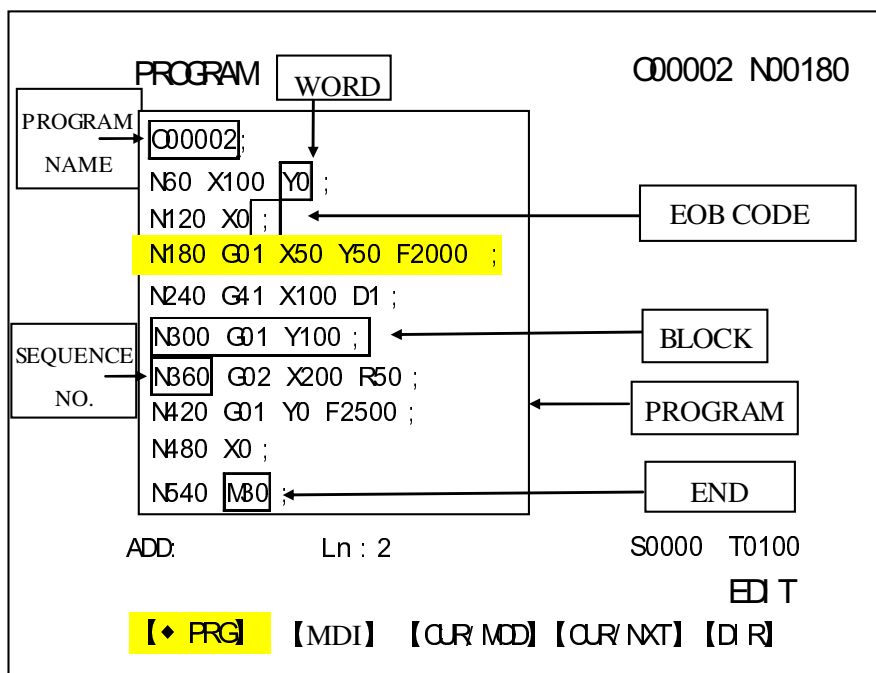 PROGRAM WORD O00002 N00180
PROGRAM NAME
O00002;
N60 X100 Y0 ;
N120 X0 ;
EOB CODE
N180 G01 X50 Y50 F2000 ;
N240 G41 X100 D1 ;
N300 G01 Y100 ;
BLOCK
SEQUENCE NO.
N360 G02 X200 R50 ;
N420 G01 Y0 F2500 ;
PROGRAM
N480 X0 ;
N540 M30 ;
END
ADD: Ln : 2 S0000 T0100
EDIT
【◆ PRG】 【MDI】 【CUR/MOD】 【CUR/NXT】 【DIR】